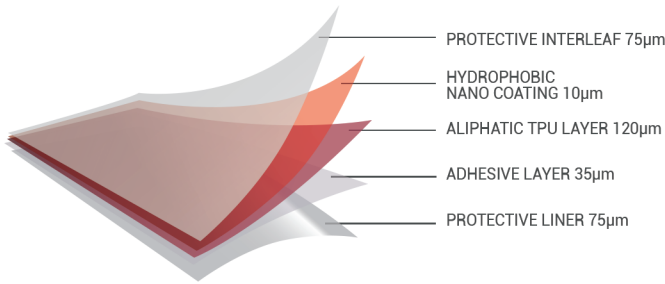 PROTECTIVE INTERLEAF 75µm
HYDROPHOBIC
NANO COATING 10µm
ALIPHATIC TPU LAYER 120µm
ADHESIVE LAYER 35µm
PROTECTIVE LINER 75µm